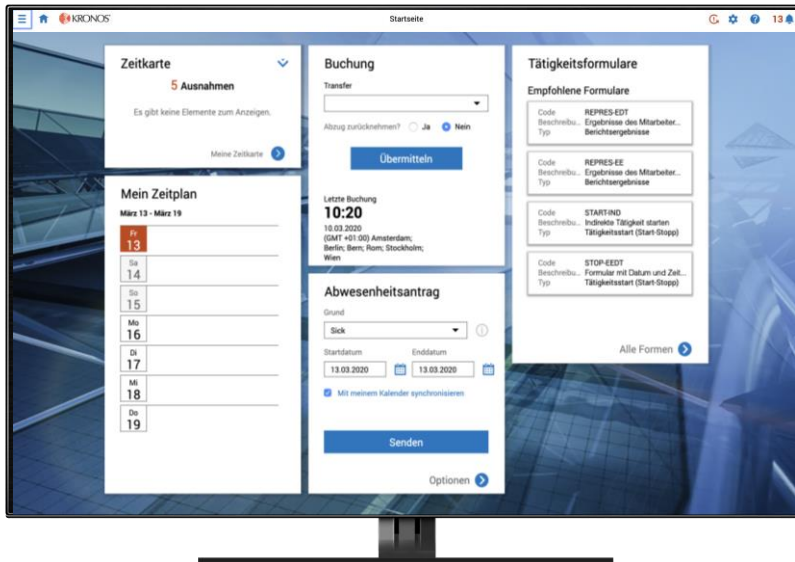 KRONOS
Startseite
13
Zeitkarte
5 Ausnahmen
Es gibt keine Elemente zum Anzeigen.
Meine Zeitkarte
Mein Zeitplan
März 13 - März 19
Fr
13
Sa
14
So
15
Mo
16
Di
17
Mi
18
Do
19
Buchung
Transfer
Abzug zurücknehmen? Ja Nein
Übermitteln
Letzte Buchung
10:20
10.03.2020
(GMT +01:00) Amsterdam;
Berlin; Bern; Rom; Stockholm;
Wien
Abwesenheitsantrag
Grund
Sick
Startdatum Enddatum
13.03.2020 13.03.2020
Mit meinem Kalender synchronisieren
Senden
Optionen
Tätigkeitsformulare
Empfohlene Formulare
Code REPRES-EDT
Beschreibu... Ergebnisse des Mitarbeiter...
Typ Berichtsergebnisse
Code REPRES-EE
Beschreibu... Ergebnisse des Mitarbeiter...
Typ Berichtsergebnisse
Code START-IND
Beschreibu... Indirekte Tätigkeit starten
Typ Tätigkeitsstart (Start-Stopp)
Code STOP-EEDT
Beschreibu... Formular mit Datum und Zeit...
Typ Tätigkeitsstart (Start-Stopp)
Alle Formen